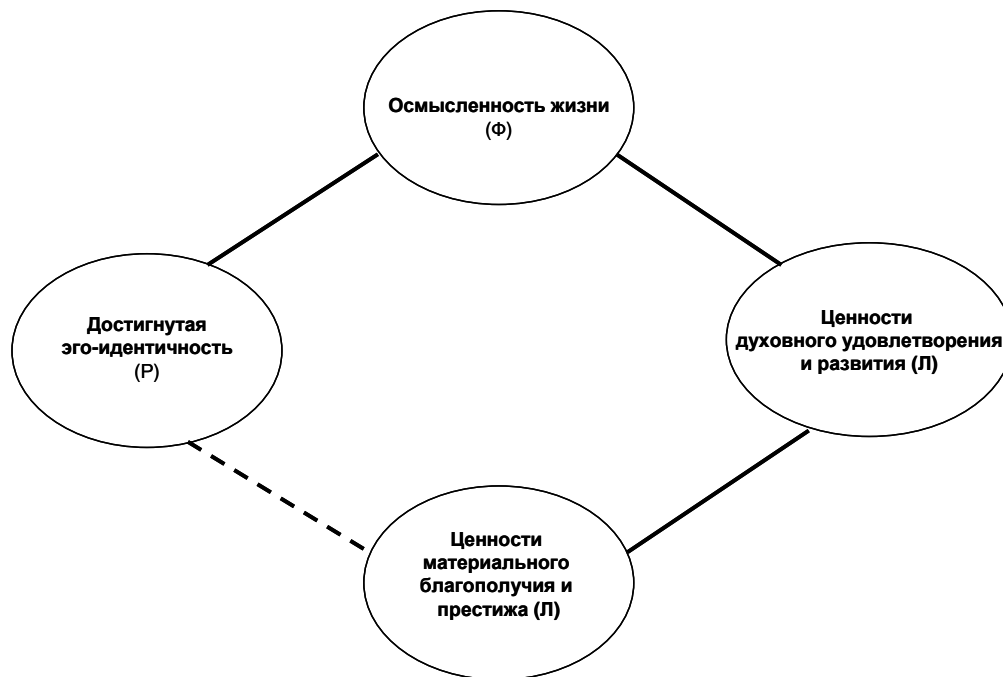 Осмысленность жизни
(Ф)
Достигнутая
эго-идентичность
(Р)
Ценности
духовного удовлетворения
и развития (Л)
Ценности
материального
благополучия и
престижа (Л)